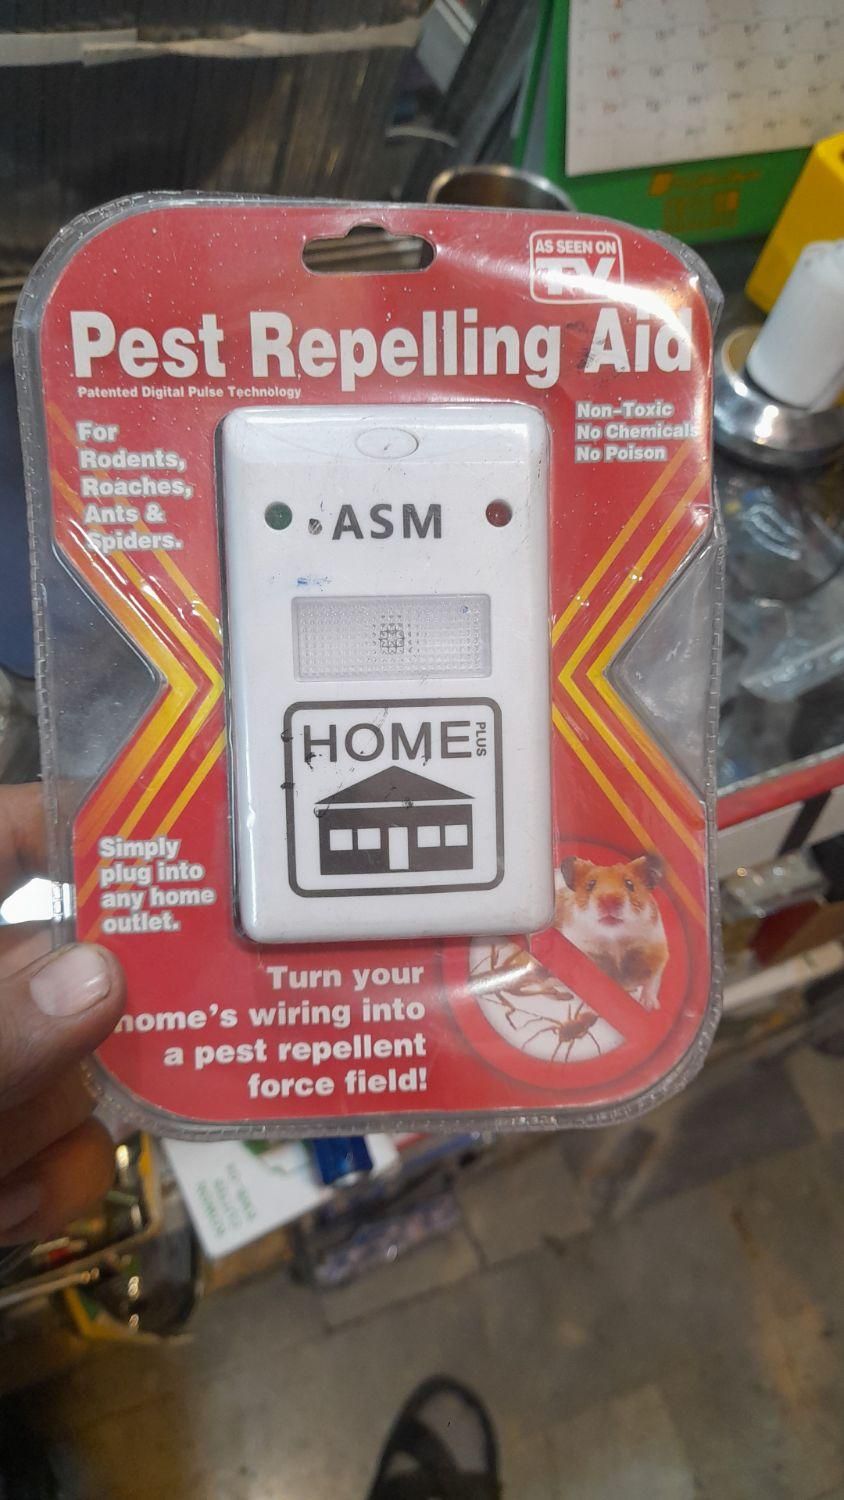 AS SEEN ON
TV
Pest Repelling Aid
Patented Digital Pulse Technology
For
Rodents,
Roaches,
Ants &
Spiders.
Non-Toxic
No Chemicals
No Poison
ASM
HOME PLUS
Simply
plug into
any home
outlet.
Turn your
home's wiring into
a pest repellent
force field!